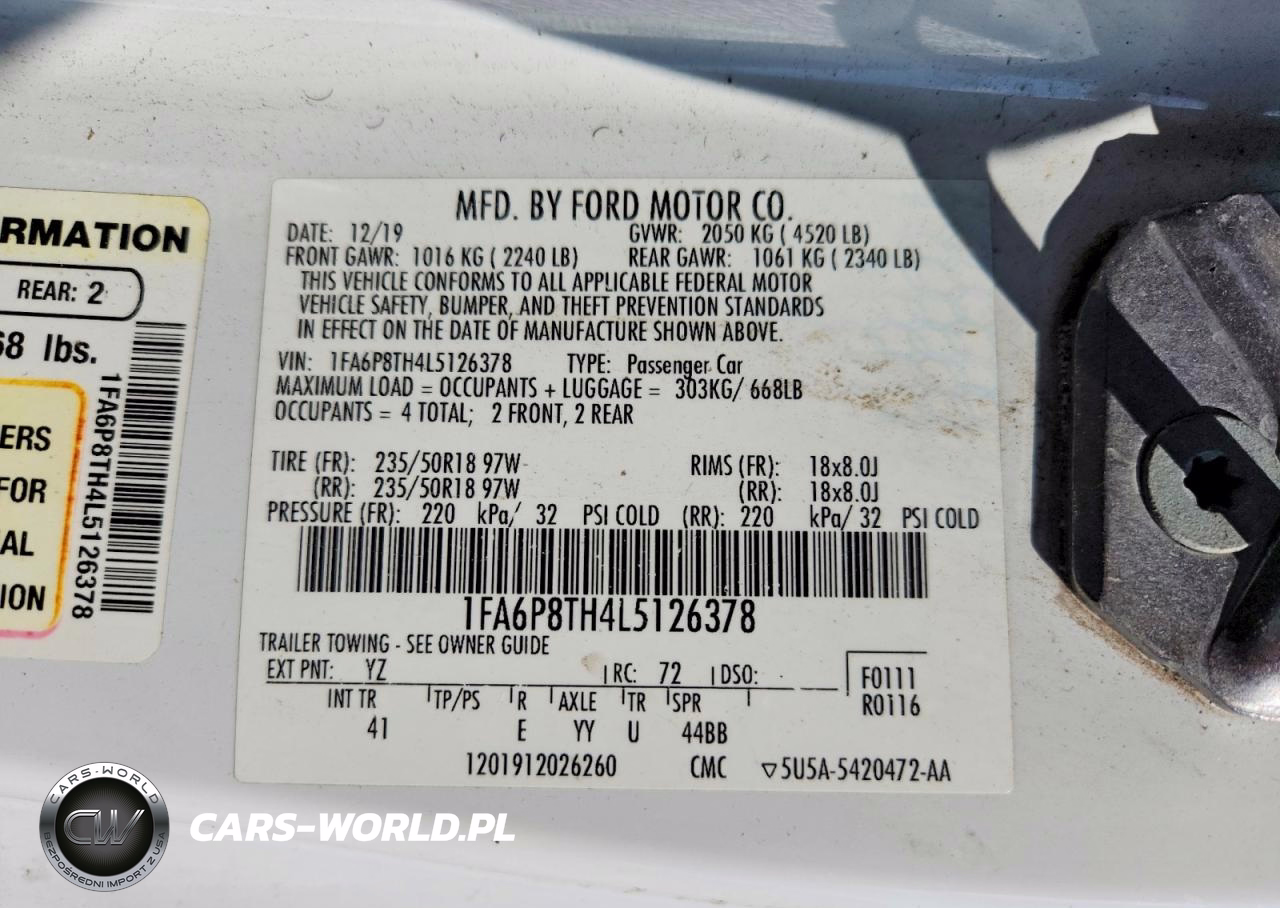 RMATION
REAR: 2
68 lbs.
ERS
FOR
AL
ION
1FA6P8TH4L5126378
MFD. BY FORD MOTOR CO.
DATE: 12/19 GVWR: 2050 KG ( 4520 LB)
FRONT GAWR: 1016 KG ( 2240 LB) REAR GAWR: 1061 KG ( 2340 LB)
THIS VEHICLE CONFORMS TO ALL APPLICABLE FEDERAL MOTOR
VEHICLE SAFETY, BUMPER, AND THEFT PREVENTION STANDARDS
IN EFFECT ON THE DATE OF MANUFACTURE SHOWN ABOVE.
VIN: 1FA6P8TH4L5126378 TYPE: Passenger Car
MAXIMUM LOAD = OCCUPANTS + LUGGAGE = 303KG/ 668LB
OCCUPANTS = 4 TOTAL; 2 FRONT, 2 REAR
TIRE (FR): 235/50R18 97W RIMS (FR): 18x8.0J
(RR): 235/50R18 97W (RR): 18x8.0J
PRESSURE (FR): 220 kPa/ 32 PSI COLD (RR): 220 kPa/ 32 PSI COLD
1FA6P8TH4L5126378
TRAILER TOWING - SEE OWNER GUIDE
EXT PNT: YZ RC: 72 DSO:
F0111
R0116
INT TR TP/PS R AXLE TR SPR
41 E YY U 44BB
1201912026260 CMC ▽5U5A-5420472-AA
CARS-WORLD
CW
BEZPOŚREDNI IMPORT Z USA
CARS-WORLD.PL